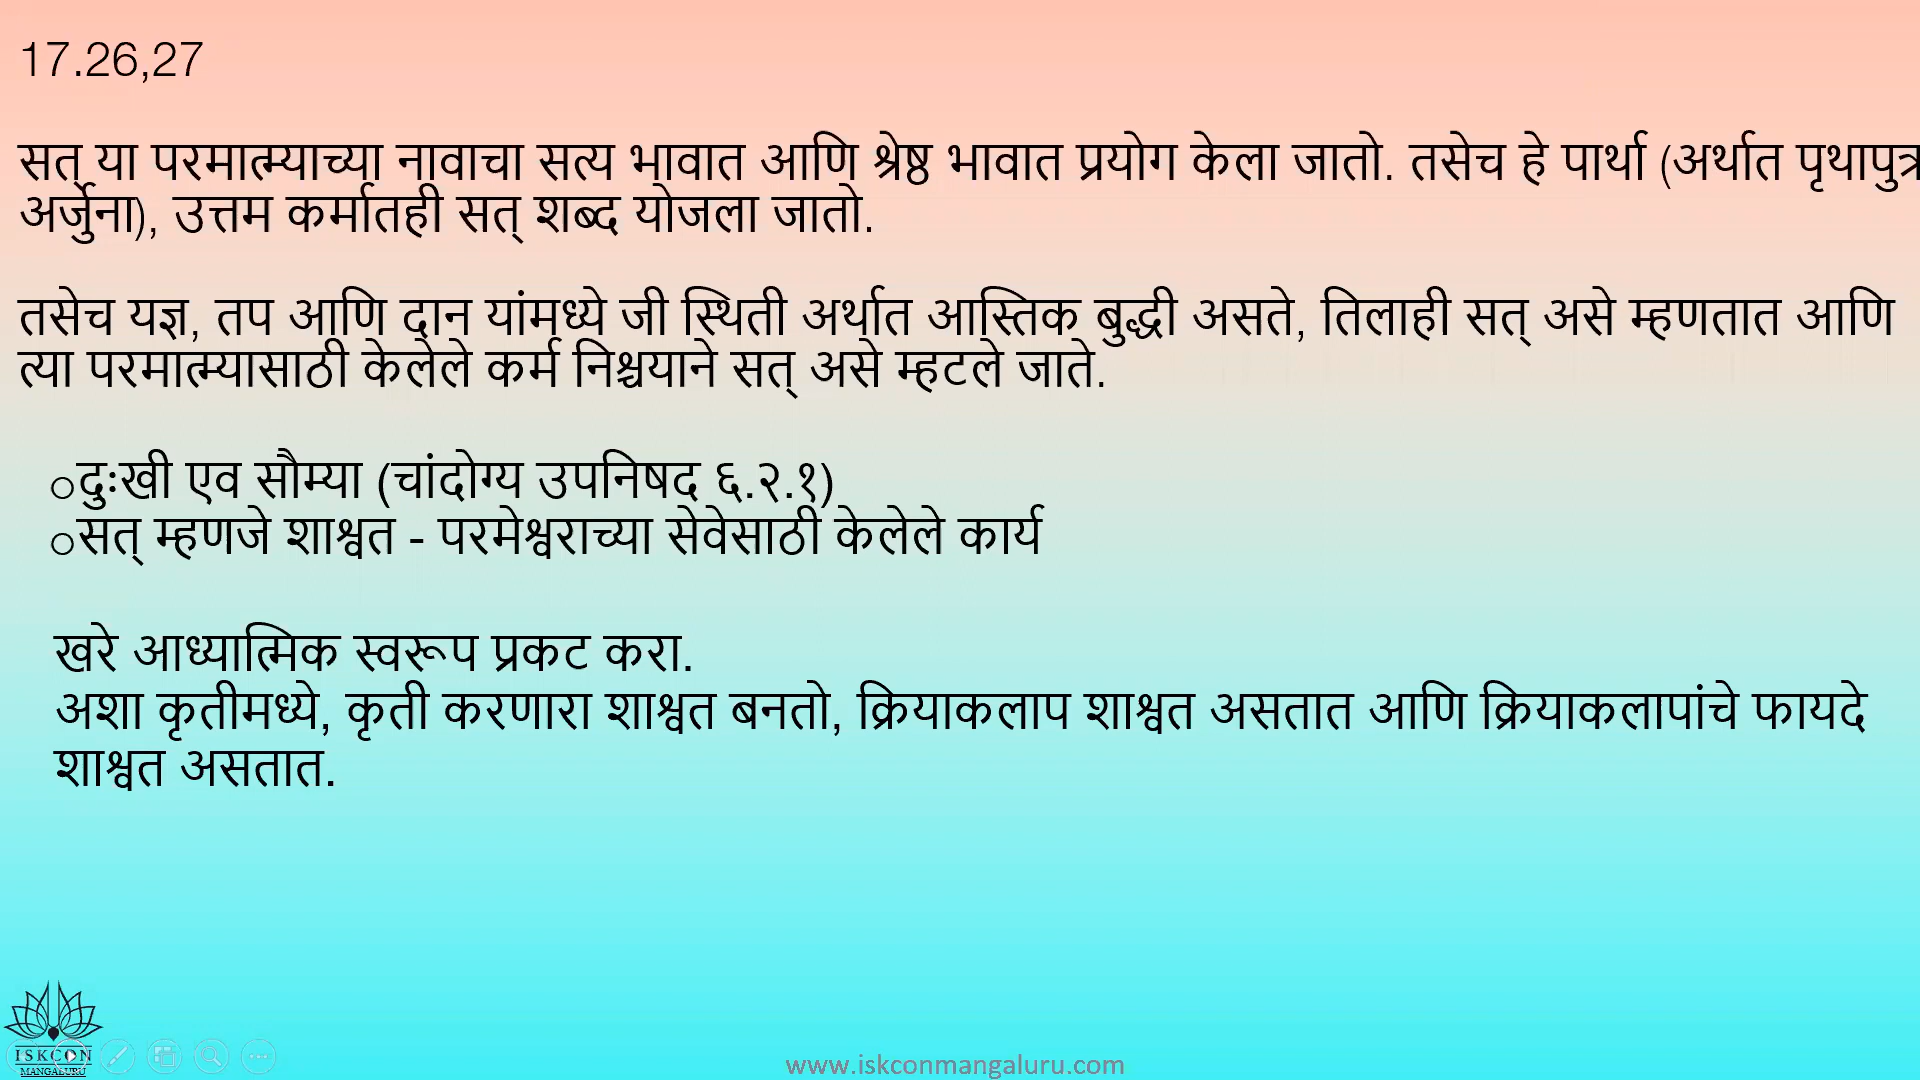 17.26,27
सत् या परमात्म्याच्या नावाचा सत्य भावात आणि श्रेष्ठ भावात प्रयोग केला जातो. तसेच हे पार्था (अर्थात पृथापुत्र
अर्जुना), उत्तम कर्मातही सत् शब्द योजला जातो.
तसेच यज्ञ, तप आणि दान यांमध्ये जी स्थिती अर्थात आस्तिक बुद्धी असते, तिलाही सत् असे म्हणतात आणि
त्या परमात्म्यासाठी केलेले कर्म निश्चयाने सत् असे म्हटले जाते.
○दुःखी एव सौम्या (चांदोग्य उपनिषद ६.२.१)
○सत् म्हणजे शाश्वत - परमेश्वराच्या सेवेसाठी केलेले कार्य
खरे आध्यात्मिक स्वरूप प्रकट करा.
अशा कृतीमध्ये, कृती करणारा शाश्वत बनतो, क्रियाकलाप शाश्वत असतात आणि क्रियाकलापांचे फायदे
शाश्वत असतात.
ISKCON
MANGALURU
www.iskconmangaluru.com